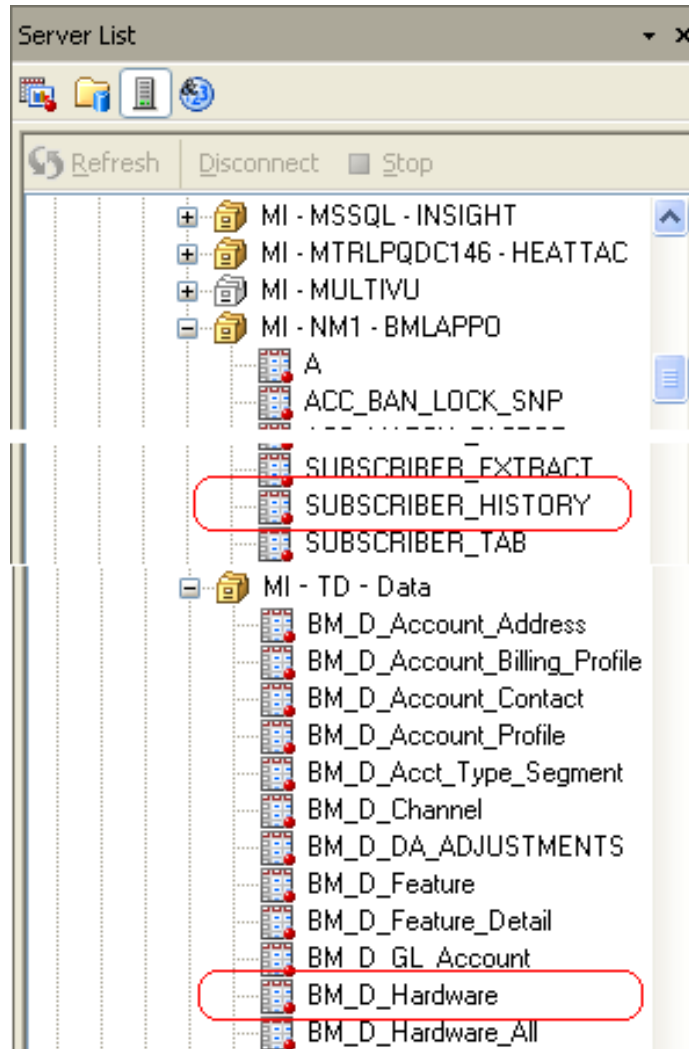 Server List
Refresh Disconnect Stop
MI - MSSQL - INSIGHT
MI - MTRLPQDC146 - HEATTAC
MI - MULTIVU
MI - NM1 - BMLAPPO
A
ACC_BAN_LOCK_SNP
SUBSCRIBER_EXTRACT
SUBSCRIBER_HISTORY
SUBSCRIBER_TAB
MI - TD - Data
BM_D_Account_Address
BM_D_Account_Billing_Profile
BM_D_Account_Contact
BM_D_Account_Profile
BM_D_Acct_Type_Segment
BM_D_Channel
BM_D_DA_ADJUSTMENTS
BM_D_Feature
BM_D_Feature_Detail
BM_D_GL_Account
BM_D_Hardware
BM_D_Hardware_All